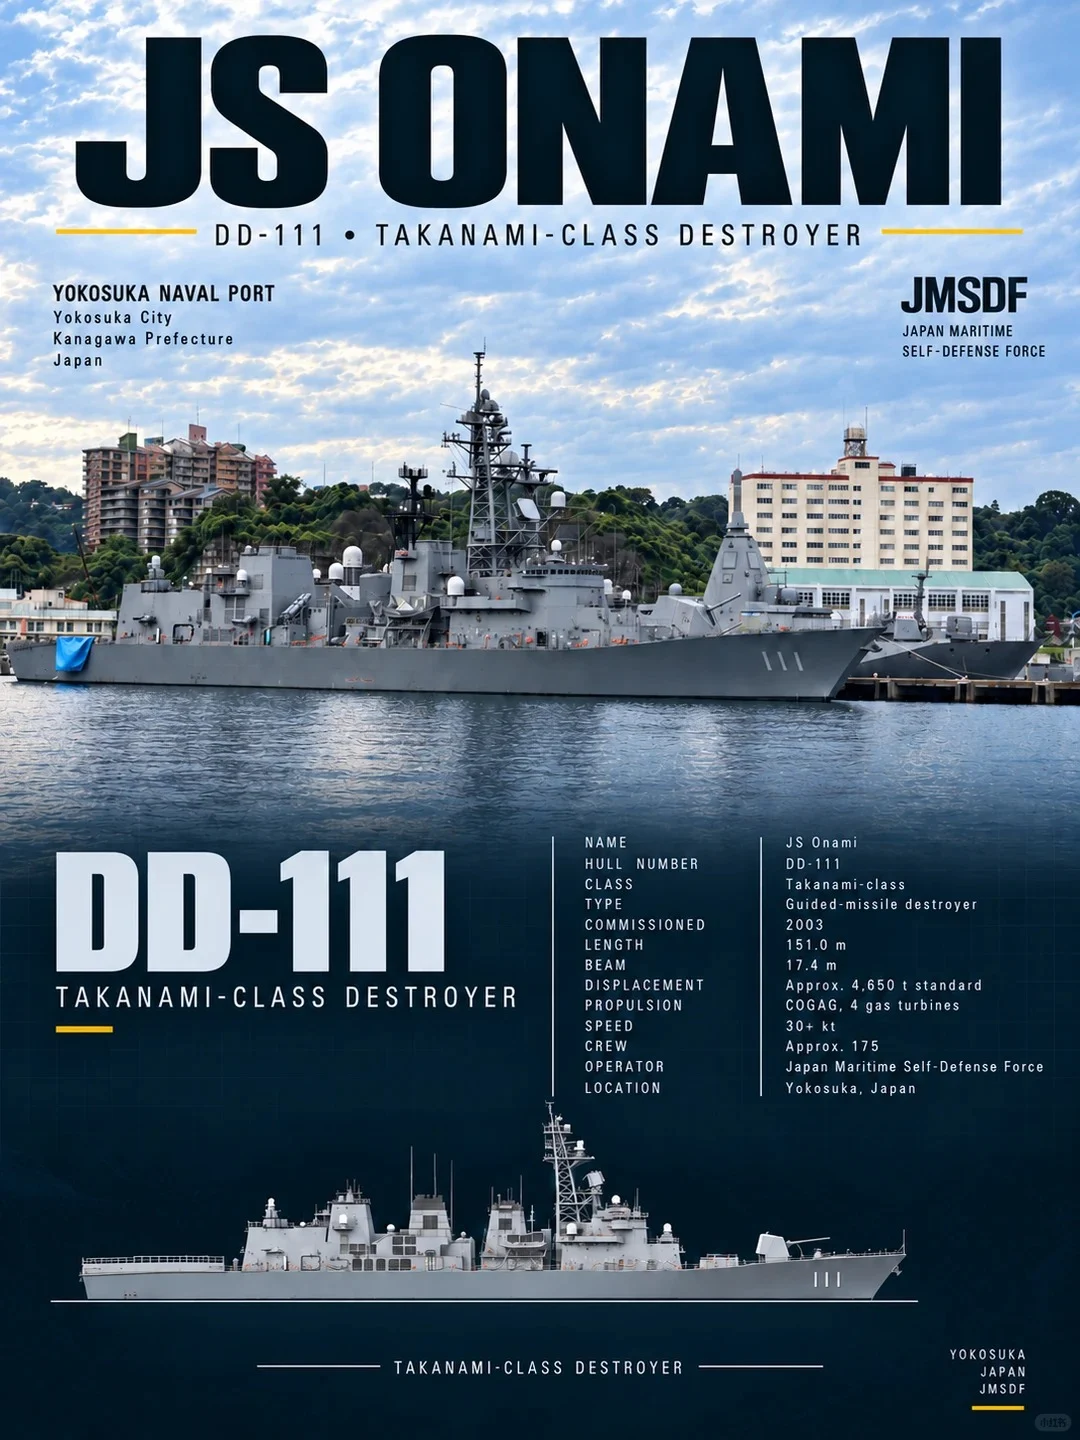 JS ONAMI
DD-111 • TAKANAMI-CLASS DESTROYER
YOKOSUKA NAVAL PORT
Yokosuka City
Kanagawa Prefecture
Japan
JMSDF
JAPAN MARITIME
SELF-DEFENSE FORCE
111
DD-111
TAKANAMI-CLASS DESTROYER
NAME JS Onami
HULL NUMBER DD-111
CLASS Takanami-class
TYPE Guided-missile destroyer
COMMISSIONED 2003
LENGTH 151.0 m
BEAM 17.4 m
DISPLACEMENT Approx. 4,650 t standard
PROPULSION COGAG, 4 gas turbines
SPEED 30+ kt
CREW Approx. 175
OPERATOR Japan Maritime Self-Defense Force
LOCATION Yokosuka, Japan
111
TAKANAMI-CLASS DESTROYER
YOKOSUKA
JAPAN
JMSDF
小红书